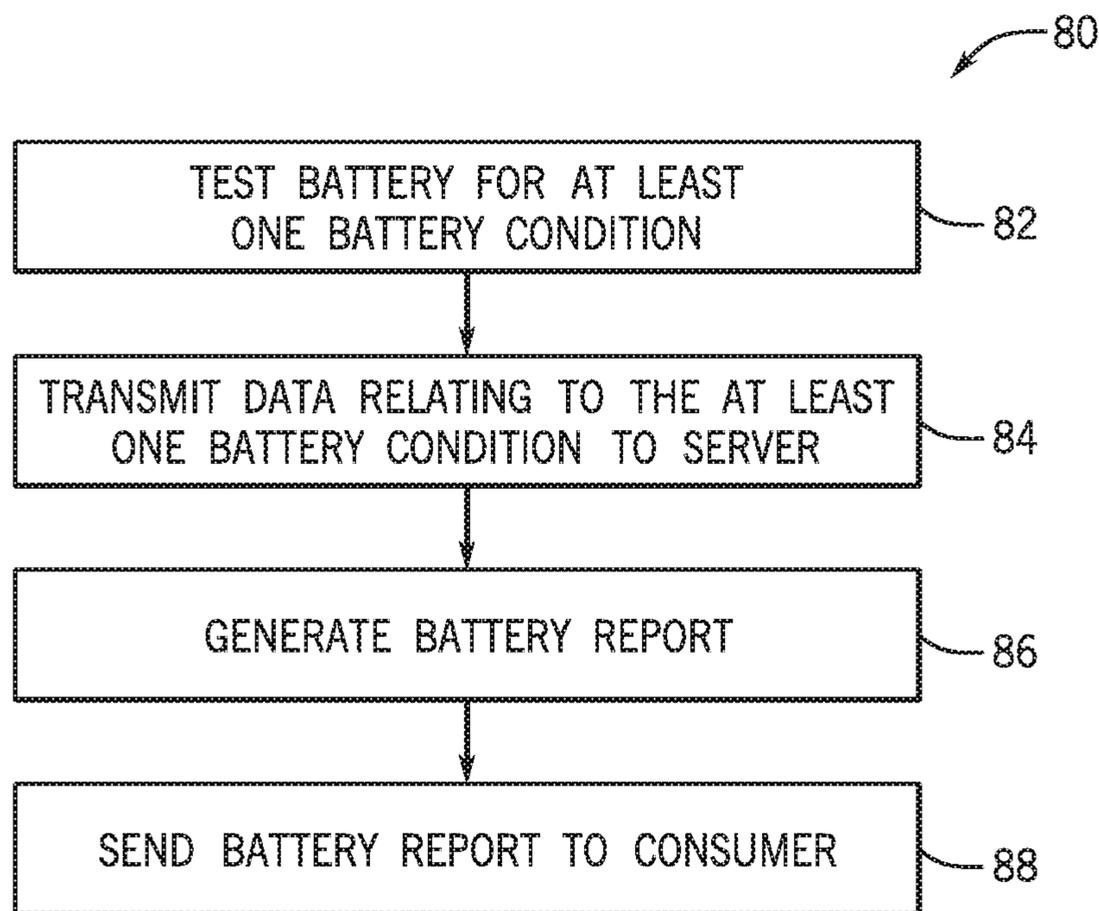 80
TEST BATTERY FOR AT LEAST
ONE BATTERY CONDITION
82
TRANSMIT DATA RELATING TO THE AT LEAST
ONE BATTERY CONDITION TO SERVER
84
GENERATE BATTERY REPORT
86
SEND BATTERY REPORT TO CONSUMER
88